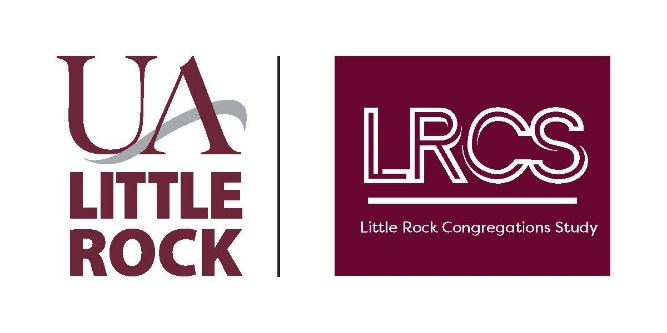 UA
LITTLE
ROCK
LRCS
Little Rock Congregations Study